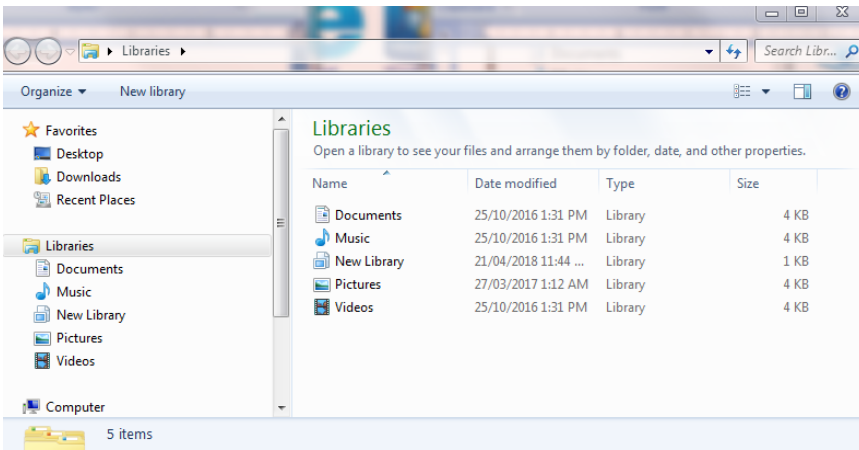 Libraries
Search Libr...
Organize New library
Favorites
Desktop
Downloads
Recent Places
Libraries
Documents
Music
New Library
Pictures
Videos
Computer
Libraries
Open a library to see your files and arrange them by folder, date, and other properties.
Name Date modified Type Size
Documents 25/10/2016 1:31 PM Library 4 KB
Music 25/10/2016 1:31 PM Library 4 KB
New Library 21/04/2018 11:44 ... Library 1 KB
Pictures 27/03/2017 1:12 AM Library 4 KB
Videos 25/10/2016 1:31 PM Library 4 KB
5 items